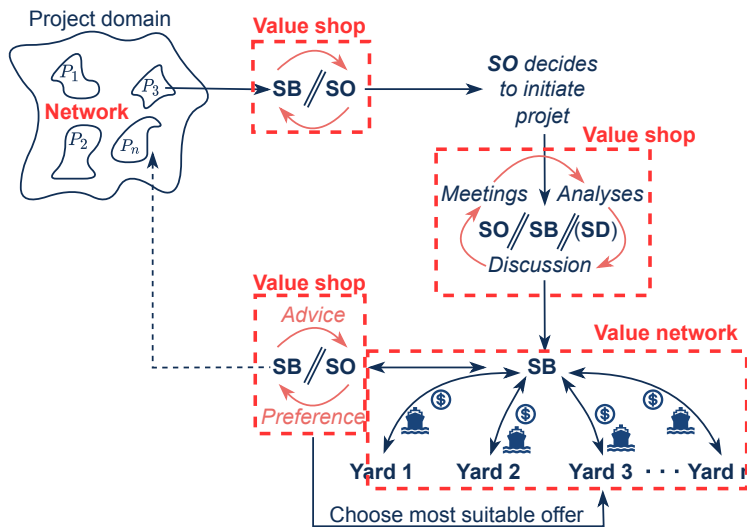 Project domain
Value shop
P1
P3
Network
P2
Pn
SB // SO
SO decides
to initiate
projet
Value shop
Meetings Analyses
SO // SB // (SD)
Discussion
Value shop
Advice
SB // SO
Preference
Value network
SB
$ $ $ $
Yard 1 Yard 2 Yard 3 · · · Yard
Choose most suitable offer